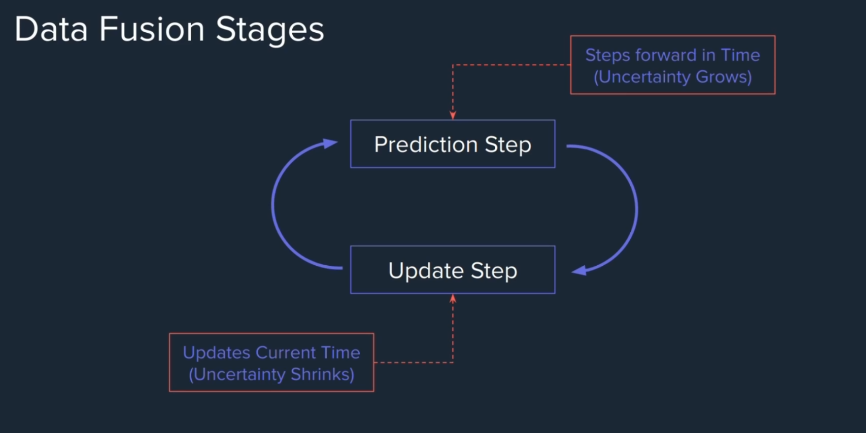 Data Fusion Stages
Steps forward in Time
(Uncertainty Grows)
Prediction Step
Update Step
Updates Current Time
(Uncertainty Shrinks)